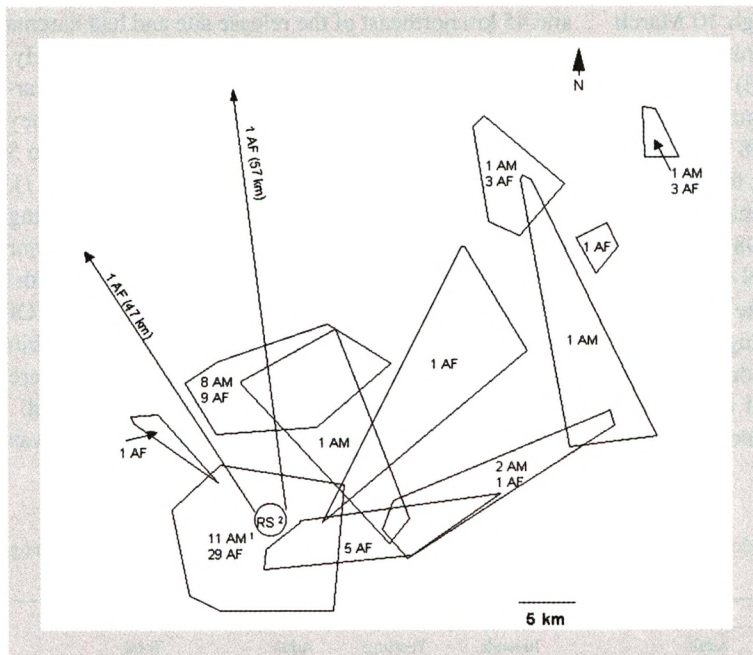 N
1 AF (57 km)
1 AF (47 km)
1 AM
3 AF
1 AM
3 AF
1 AF
1 AM
1 AF
8 AM
9 AF
1 AM
1 AF
2 AM
1 AF
RS ²
11 AM ¹
29 AF
5 AF
5 km